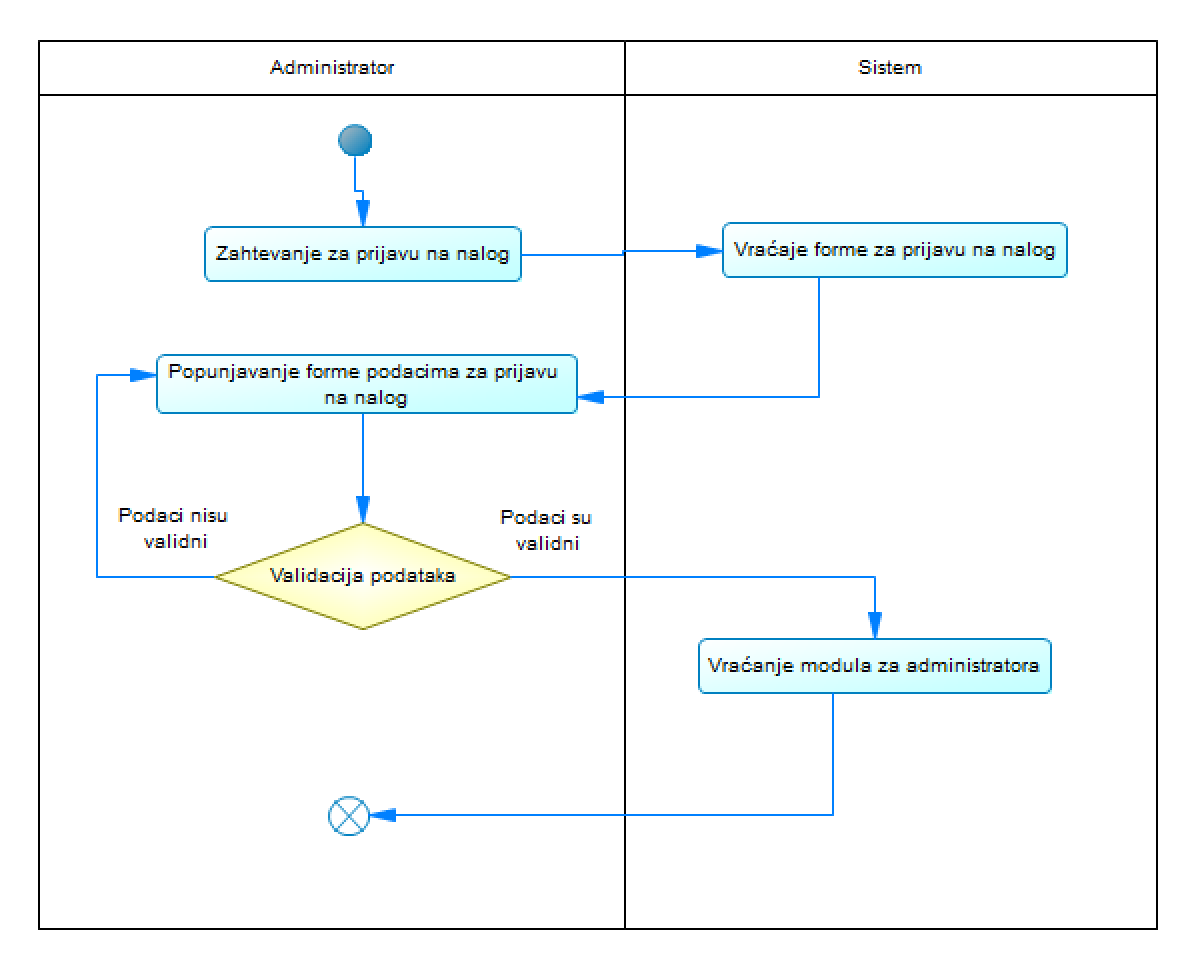 Administrator
Sistem
Zahtevanje za prijavu na nalog
Vraćaje forme za prijavu na nalog
Popunjavanje forme podacima za prijavu
na nalog
Podaci nisu
validni
Podaci su
validni
Validacija podataka
Vraćanje modula za administratora